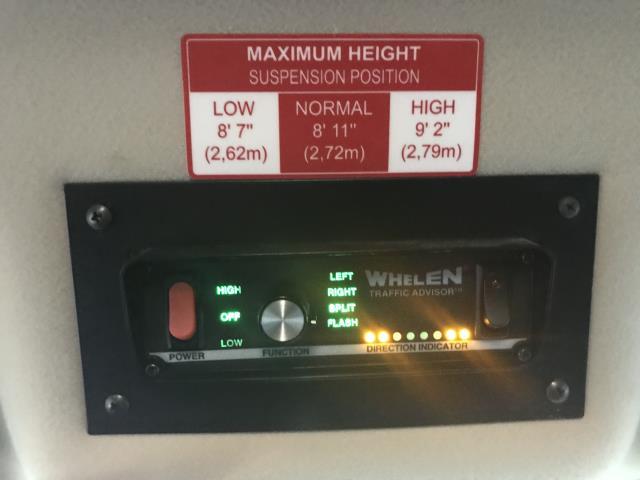 MAXIMUM HEIGHT
SUSPENSION POSITION
LOW NORMAL HIGH
8' 7" 8' 11" 9' 2"
(2,62m) (2,72m) (2,79m)
LEFT
HIGH RIGHT WHELEN
TRAFFIC ADVISOR™
OFF SPLIT
FLASH
LOW
POWER FUNCTION DIRECTION INDICATOR